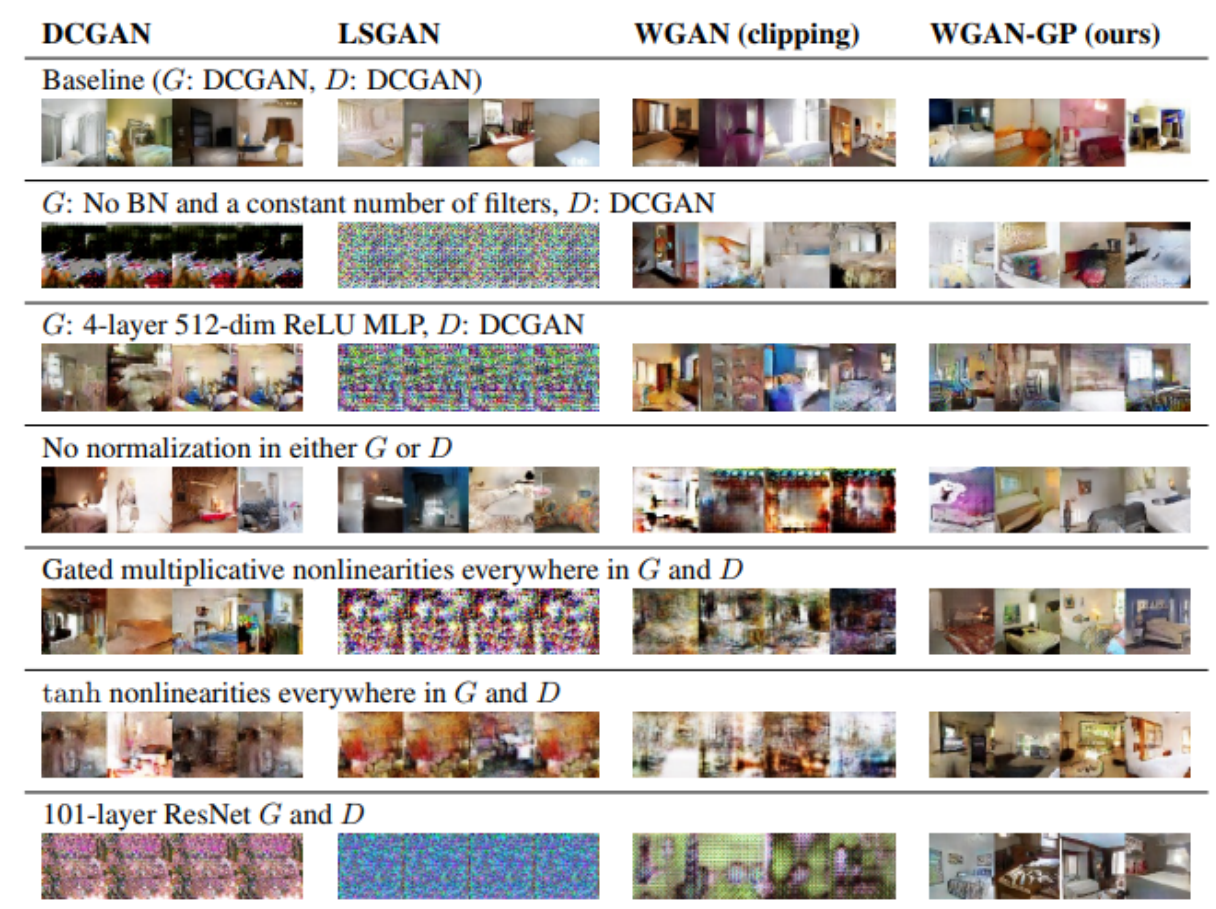 DCGAN LSGAN WGAN (clipping) WGAN-GP (ours)
Baseline (G: DCGAN, D: DCGAN)
G: No BN and a constant number of filters, D: DCGAN
G: 4-layer 512-dim ReLU MLP, D: DCGAN
No normalization in either G or D
Gated multiplicative nonlinearities everywhere in G and D
tanh nonlinearities everywhere in G and D
101-layer ResNet G and D